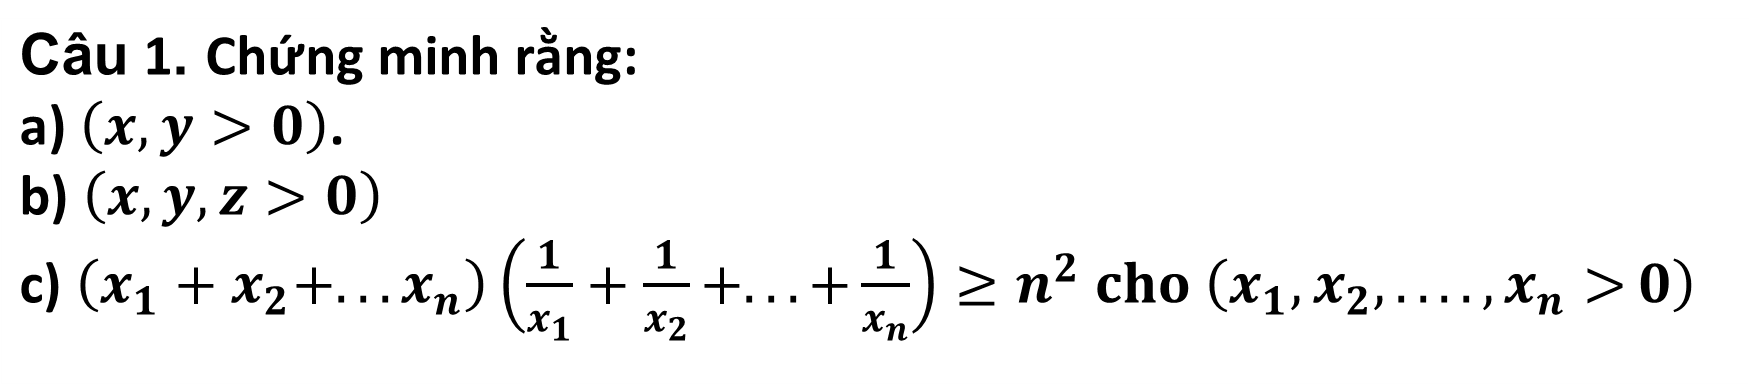 Câu 1. Chứng minh rằng:
a) (x, y > 0).
b) (x, y, z > 0)
c) (x₁ + x₂+...xₙ) (1/x₁ + 1/x₂ +...+ 1/xₙ) ≥ n² cho (x₁, x₂, ...., xₙ > 0)